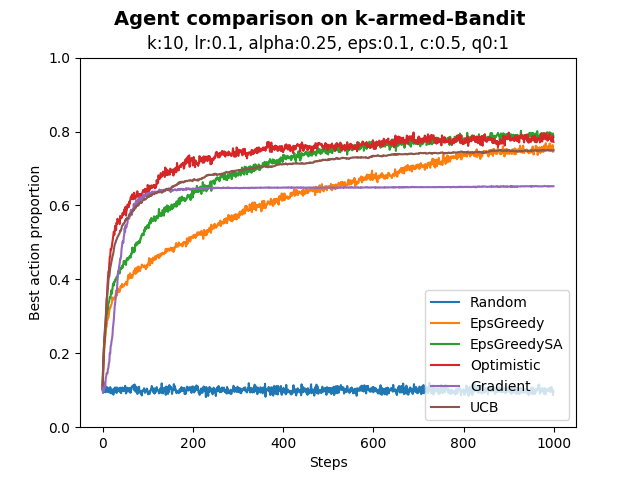 Agent comparison on k-armed-Bandit
k:10, lr:0.1, alpha:0.25, eps:0.1, c:0.5, q0:1
1.0
0.8
0.6
0.4
0.2
0.0
Best action proportion
Random
EpsGreedy
EpsGreedySA
Optimistic
Gradient
UCB
0 200 400 600 800 1000
Steps